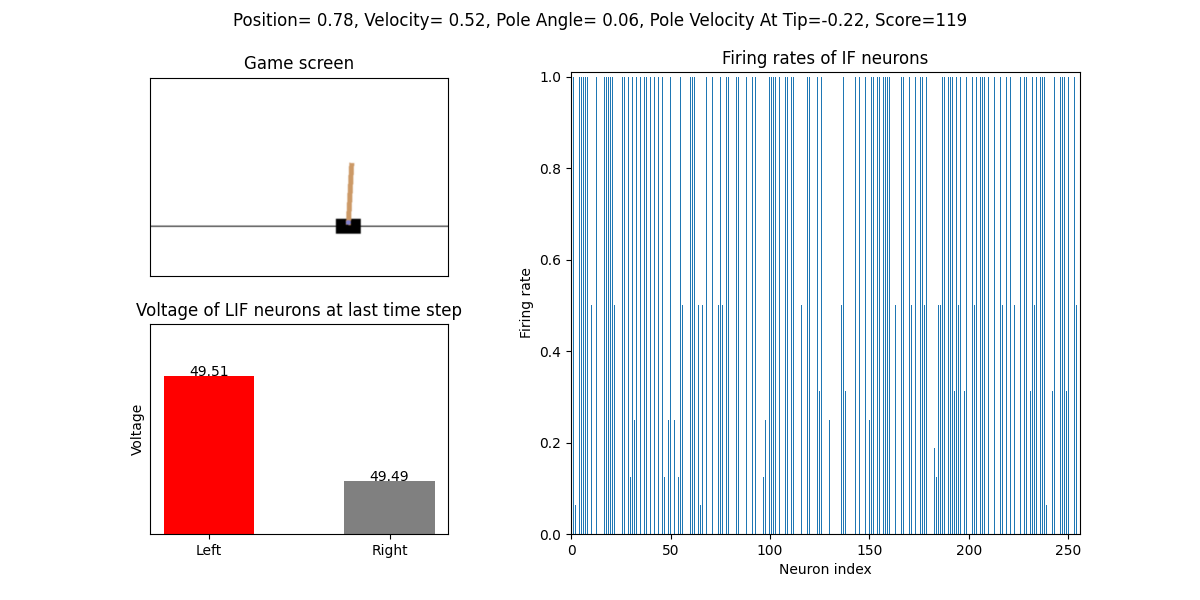 Position= 0.78, Velocity= 0.52, Pole Angle= 0.06, Pole Velocity At Tip=-0.22, Score=119
Game screen
Voltage of LIF neurons at last time step
Voltage
49.51
49.49
Left
Right
Firing rates of IF neurons
Firing rate
1.0
0.8
0.6
0.4
0.2
0.0
0
50
100
150
200
250
Neuron index